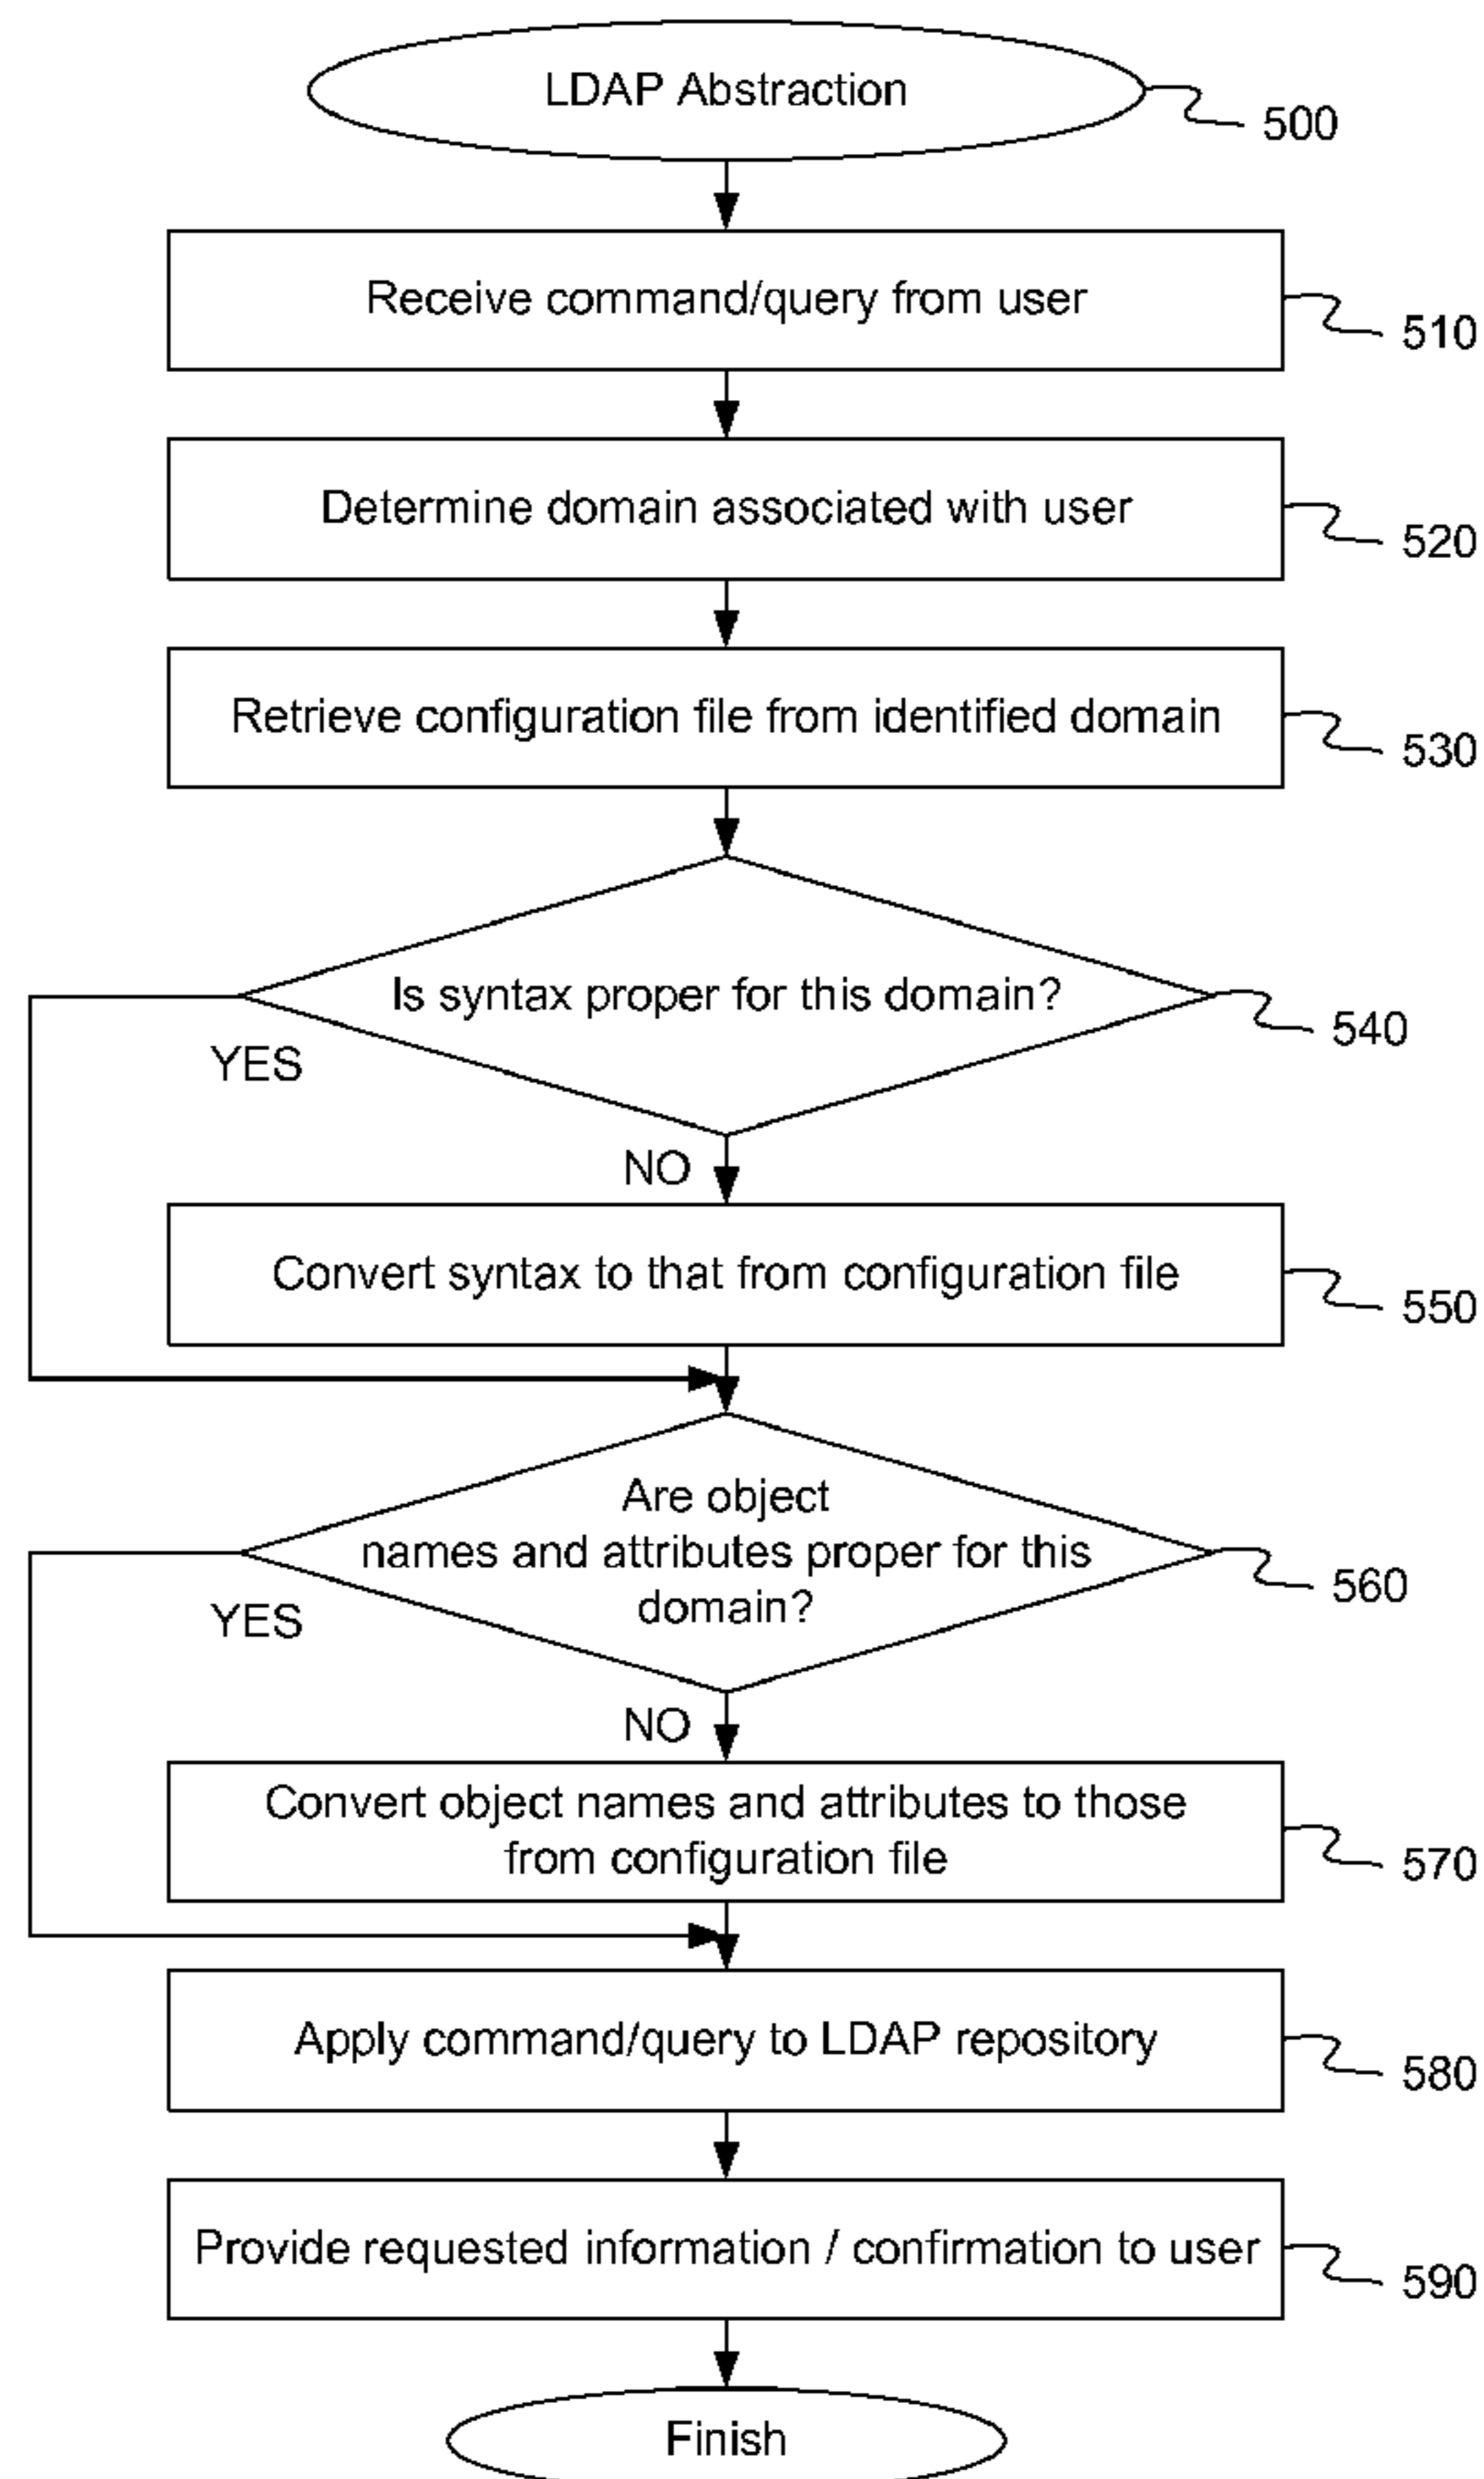 LDAP Abstraction
500
Receive command/query from user
510
Determine domain associated with user
520
Retrieve configuration file from identified domain
530
Is syntax proper for this domain?
540
YES
NO
Convert syntax to that from configuration file
550
Are object
names and attributes proper for this
domain?
560
YES
NO
Convert object names and attributes to those
from configuration file
570
Apply command/query to LDAP repository
580
Provide requested information / confirmation to user
590
Finish